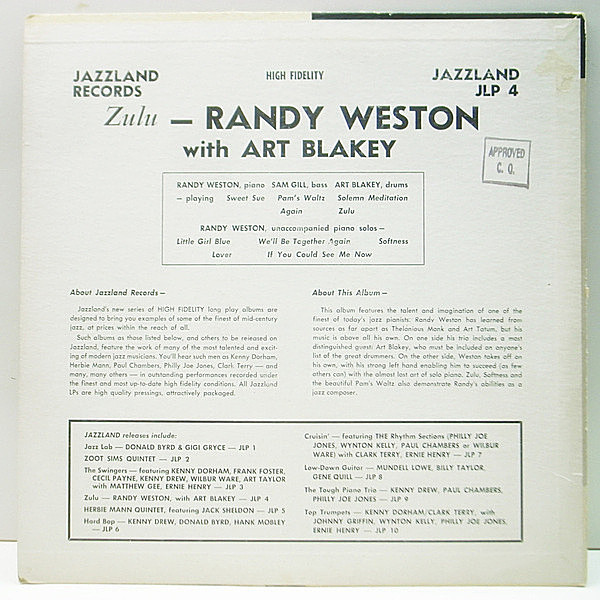 JAZZLAND
RECORDS
HIGH FIDELITY
JAZZLAND
JLP 4
Zulu — RANDY WESTON
with ART BLAKEY
APPROVED
C. O.
RANDY WESTON, piano SAM GILL, bass ART BLAKEY, drums
— playing Sweet Sue Pam's Waltz Solemn Meditation
Again Zulu
RANDY WESTON, unaccompanied piano solos —
Little Girl Blue We'll Be Together Again Softness
Lover If You Could See Me Now
About Jazzland Records —
Jazzland's new series of HIGH FIDELITY long play albums are
designed to bring you examples of some of the finest of mid-century
jazz, at prices within the reach of all.
Such albums as those listed below, and others to be released on
Jazzland, feature the work of many of the most talented and excit-
ing of modern jazz musicians. You'll hear such men as Kenny Dorham,
Herbie Mann, Paul Chambers, Philly Joe Jones, Clark Terry — and
many, many others — in outstanding performances recorded under
the finest and most up-to-date high fidelity conditions. All Jazzland
LPs are high quality pressings, attractively packaged.
About This Album —
This album features the talent and imagination of one of the
finest of today's jazz pianists: Randy Weston has learned from
sources as far apart as Thelonious Monk and Art Tatum, but his
music is above all his own. On one side his trio includes a most
distinguished guest: Art Blakey, who must be included on anyone's
list of the great drummers. On the other side, Weston takes off on
his own, with his strong left hand enabling him to succeed (as few
others can) with the almost lost art of solo piano. Zulu, Softness and
the beautiful Pam's Waltz also demonstrate Randy's abilities as a
jazz composer.
JAZZLAND releases include:
Jazz Lab — DONALD BYRD & GIGI GRYCE — JLP 1
ZOOT SIMS QUINTET — JLP 2
The Swingers — featuring KENNY DORHAM, FRANK FOSTER,
CECIL PAYNE, KENNY DREW, WILBUR WARE, ART TAYLOR
with MATTHEW GEE, ERNIE HENRY — JLP 3
Zulu — RANDY WESTON, with ART BLAKEY — JLP 4
HERBIE MANN QUINTET, featuring JACK SHELDON — JLP 5
Hard Bop — KENNY DREW, DONALD BYRD, HANK MOBLEY
— JLP 6
Cruisin' — featuring THE Rhythm Sections (PHILLY JOE
JONES, WYNTON KELLY, PAUL CHAMBERS or WILBUR
WARE) with CLARK TERRY, ERNIE HENRY — JLP 7
Low-Down Guitar — MUNDELL LOWE, BILLY TAYLOR,
GENE QUILL — JLP 8
The Tough Piano Trio — KENNY DREW, PAUL CHAMBERS,
PHILLY JOE JONES — JLP 9
Top Trumpets — KENNY DORHAM/CLARK TERRY, with
JOHNNY GRIFFIN, WYNTON KELLY, PHILLY JOE JONES,
ERNIE HENRY — JLP 10